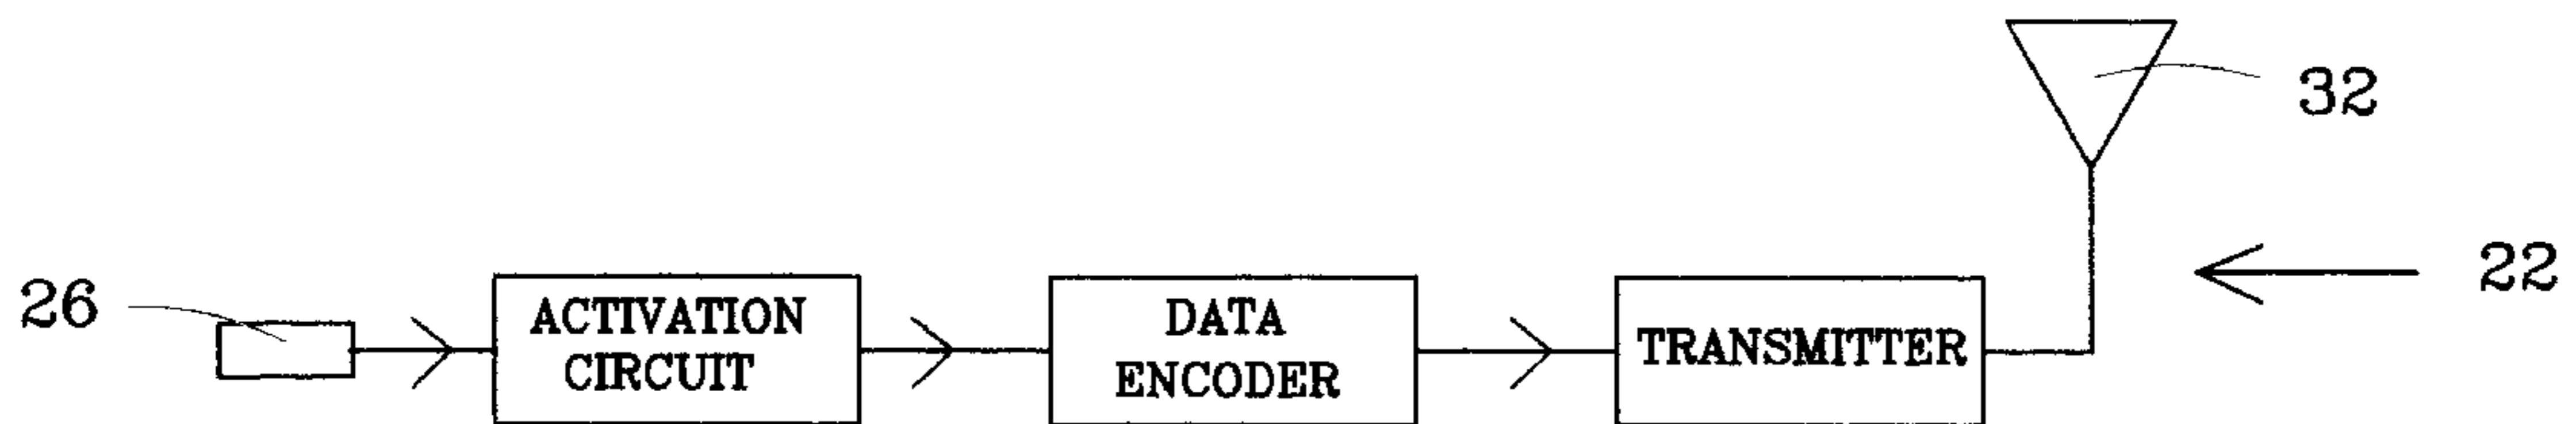 32
22
26
ACTIVATION
CIRCUIT
DATA
ENCODER
TRANSMITTER